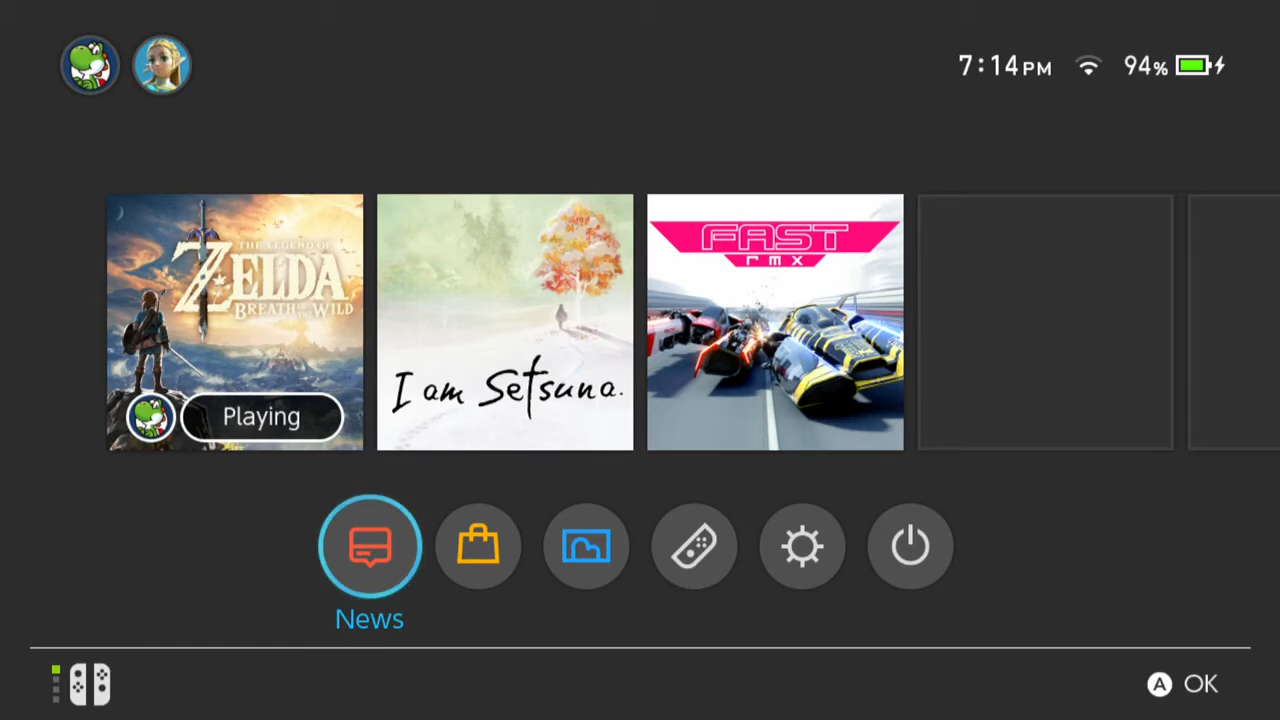 7:14PM 94%
THE LEGEND OF
ZELDA
BREATH OF THE WILD
Playing
I am Setsuna.
FAST
rmx
News
A OK